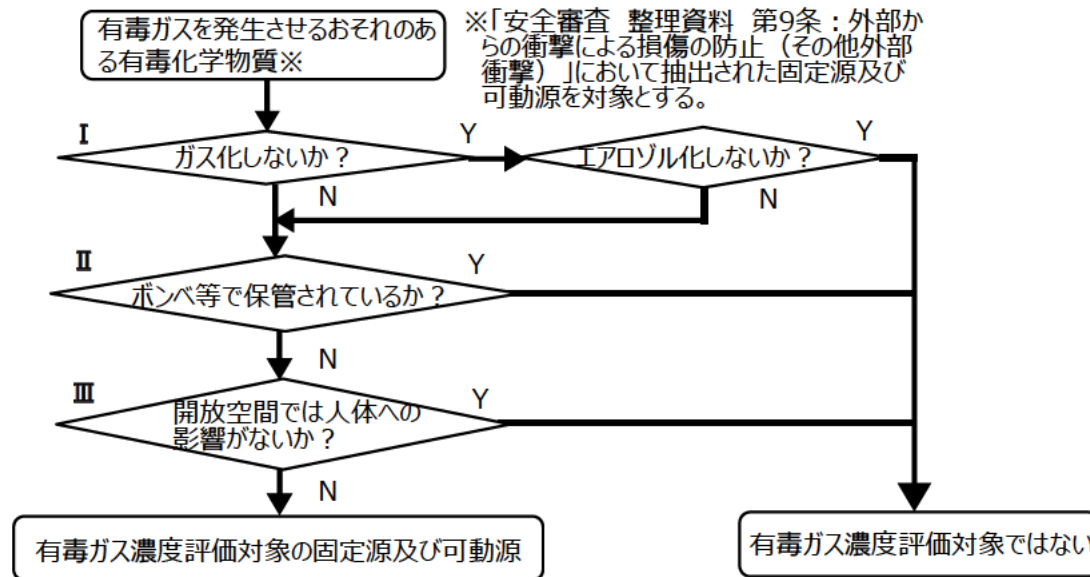 有毒ガスを発生させるおそれのあ
る有毒化学物質※
※「安全審査 整理資料 第9条：外部か
らの衝撃による損傷の防止（その他外部
衝撃）」において抽出された固定源及び
可動源を対象とする。
Ⅰ
ガス化しないか？
Y
エアロゾル化しないか？
Y
N
N
Ⅱ
ボンベ等で保管されているか？
Y
N
Ⅲ
開放空間では人体への
影響がないか？
Y
N
有毒ガス濃度評価対象の固定源及び可動源
有毒ガス濃度評価対象ではない